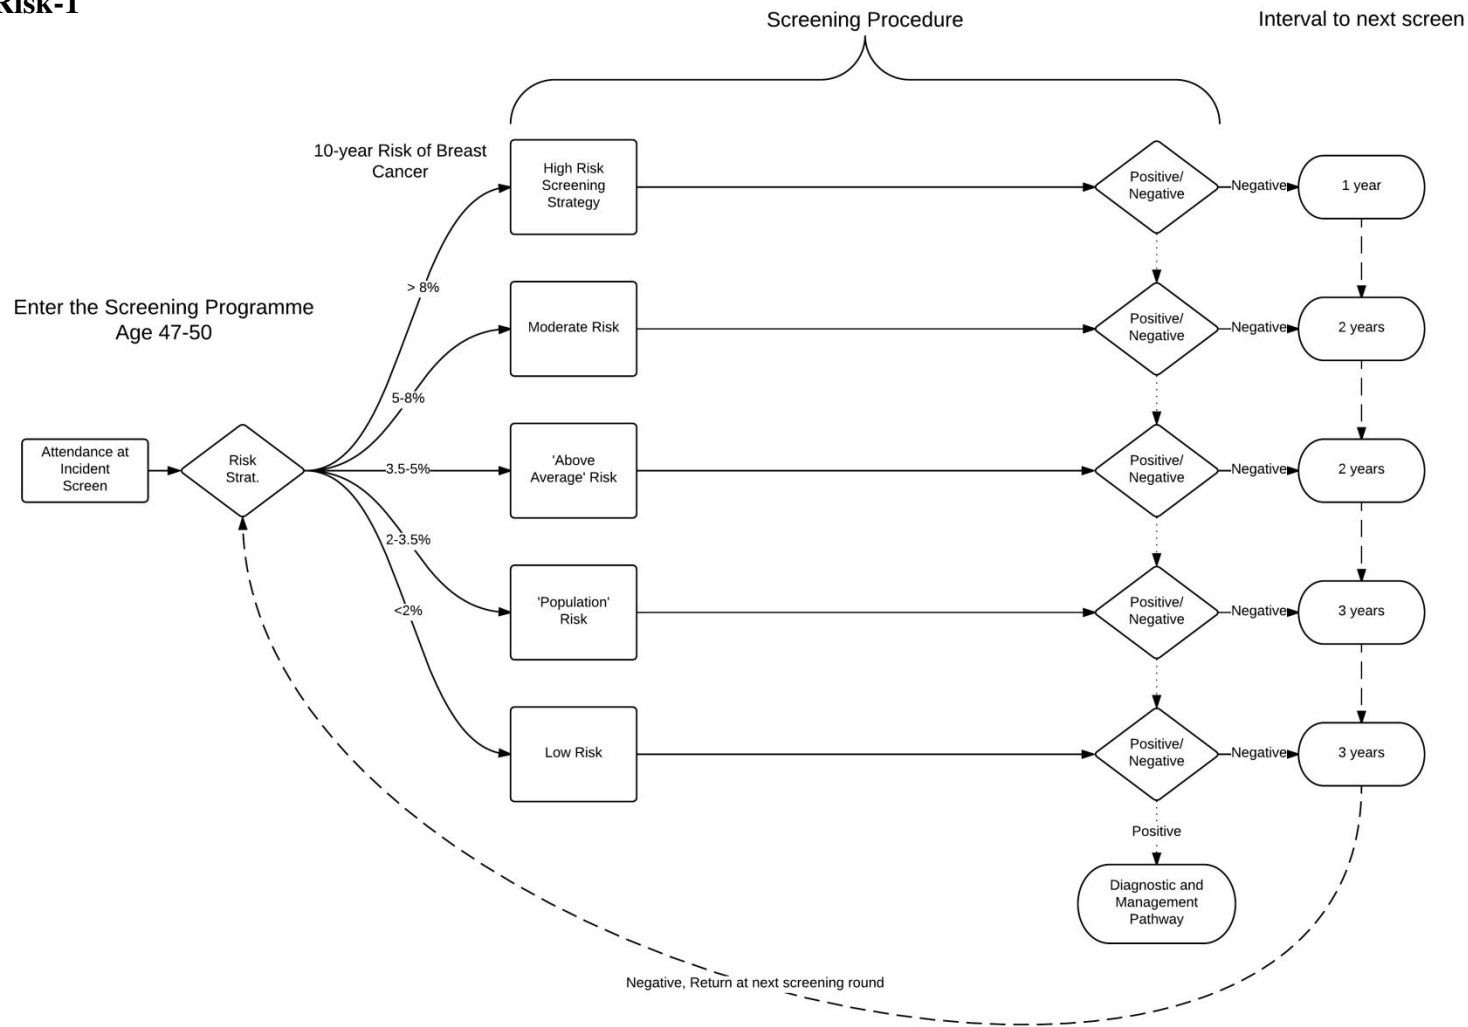 Risk-1
Screening Procedure
Interval to next screen
10-year Risk of Breast
Cancer
Enter the Screening Programme
Age 47-50
Attendance at
Incident
Screen
Risk
Strat.
> 8%
5-8%
3.5-5%
2-3.5%
<2%
High Risk
Screening
Strategy
Positive/
Negative
Negative
1 year
Moderate Risk
Positive/
Negative
Negative
2 years
'Above
Average' Risk
Positive/
Negative
Negative
2 years
'Population'
Risk
Positive/
Negative
Negative
3 years
Low Risk
Positive/
Negative
Negative
3 years
Positive
Diagnostic and
Management
Pathway
Negative, Return at next screening round